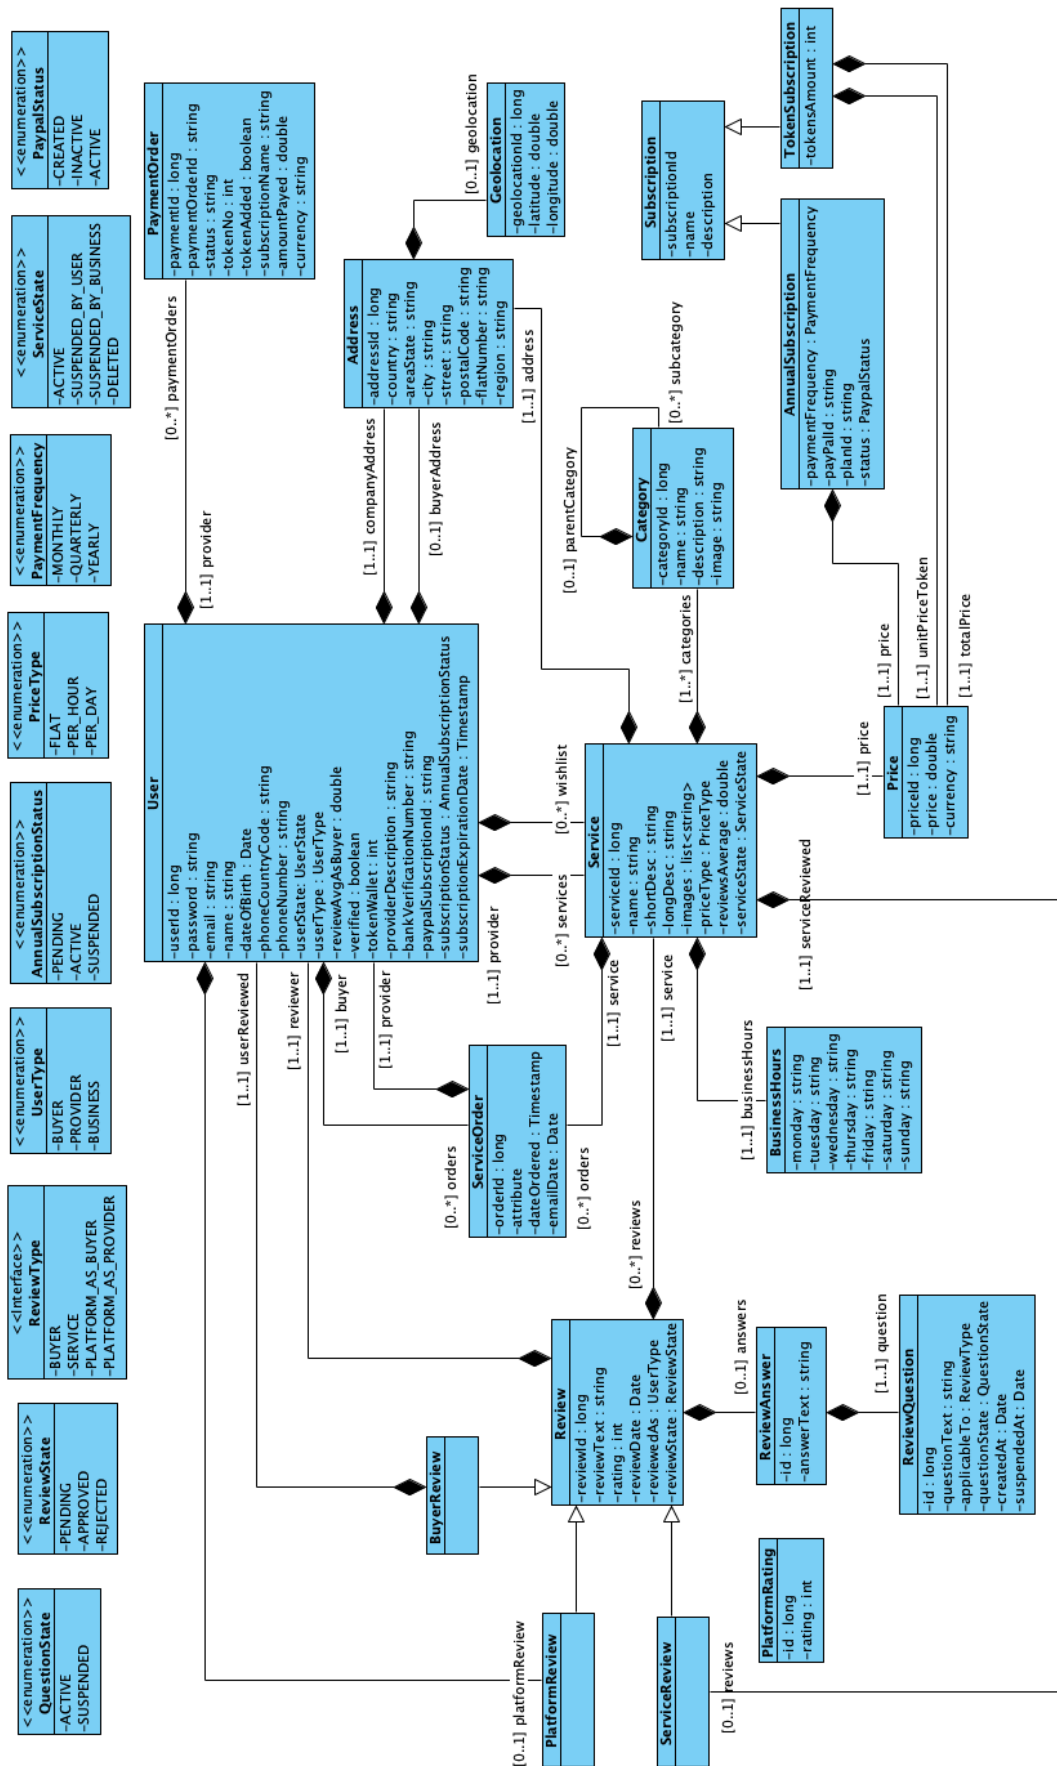 <<enumeration>>
QuestionState
-ACTIVE
-SUSPENDED
<<enumeration>>
ReviewState
-PENDING
-APPROVED
-REJECTED
<<Interface>>
ReviewType
-BUYER
-SERVICE
-PLATFORM_AS_BUYER
-PLATFORM_AS_PROVIDER
<<enumeration>>
UserType
-BUYER
-PROVIDER
-BUSINESS
<<enumeration>>
AnnualSubscriptionStatus
-PENDING
-ACTIVE
-SUSPENDED
<<enumeration>>
PriceType
-FLAT
-PER_HOUR
-PER_DAY
<<enumeration>>
PaymentFrequency
-MONTHLY
-QUARTERLY
-YEARLY
<<enumeration>>
ServiceState
-ACTIVE
-SUSPENDED_BY_USER
-SUSPENDED_BY_BUSINESS
-DELETED
<<enumeration>>
PaypalStatus
-CREATED
-INACTIVE
-ACTIVE
User
-userId : long
-password : string
-email : string
-name : string
-dateOfBirth : Date
-phoneCountryCode : string
-phoneNumber : string
-userState: UserState
-userType : UserType
-reviewAvgAsBuyer : double
-verified : boolean
-tokenWallet : int
-providerDescription : string
-bankVerificationNumber : string
-paypalSubscriptionId : string
-subscriptionStatus : AnnualSubscriptionStatus
-subscriptionExpirationDate : Timestamp
[1..1] provider
[0..*] paymentOrders
PaymentOrder
-paymentId : long
-paymentOrderId : string
-status : string
-tokenNo : int
-tokenAdded : boolean
-subscriptionName : string
-amountPayed : double
-currency : string
[1..1] companyAddress
[0..1] buyerAddress
Address
-addressId : long
-country : string
-areaState : string
-city : string
-street : string
-postalCode : string
-flatNumber : string
-region : string
[0..1] geolocation
Geolocation
-geolocationId : long
-latitude : double
-longitude : double
[1..1] address
[1..1] userReviewed
[1..1] reviewer
[1..1] buyer
[1..1] provider
[1..1] provider
[0..*] services
[0..*] wishlist
[0..*] orders
ServiceOrder
-orderId : long
-attribute
-dateOrdered : Timestamp
-emailDate : Date
[0..*] orders
[1..1] service
BuyerReview
[0..1] platformReview
PlatformReview
Review
-reviewId : long
-reviewText : string
-rating : int
-reviewDate : Date
-reviewedAs : UserType
-reviewState : ReviewState
[0..*] reviews
[1..1] service
Service
-serviceId : long
-name : string
-shortDesc : string
-longDesc : string
-images : list<string>
-priceType : PriceType
-reviewsAverage : double
-serviceState : ServiceState
[1..*] categories
[0..1] parentCategory
Category
-categoryId : long
-name : string
-description : string
-image : string
[0..*] subcategory
Subscription
-subscriptionId
-name
-description
ServiceReview
[0..1] reviews
PlatformRating
-id : long
-rating : int
[0..1] answers
ReviewAnswer
-id : long
-answerText : string
[1..1] question
ReviewQuestion
-id : long
-questionText : string
-applicableTo : ReviewType
-questionState : QuestionState
-createdAt : Date
-suspendedAt : Date
[1..1] businessHours
BusinessHours
-monday : string
-tuesday : string
-wednesday : string
-thursday : string
-friday : string
-saturday : string
-sunday : string
[1..1] serviceReviewed
[1..1] price
Price
-priceId : long
-price : double
-currency : string
[1..1] price
[1..1] unitPriceToken
[1..1] totalPrice
AnnualSubscription
-paymentFrequency : PaymentFrequency
-payPalId : string
-planId : string
-status : PaypalStatus
TokenSubscription
-tokensAmount : int